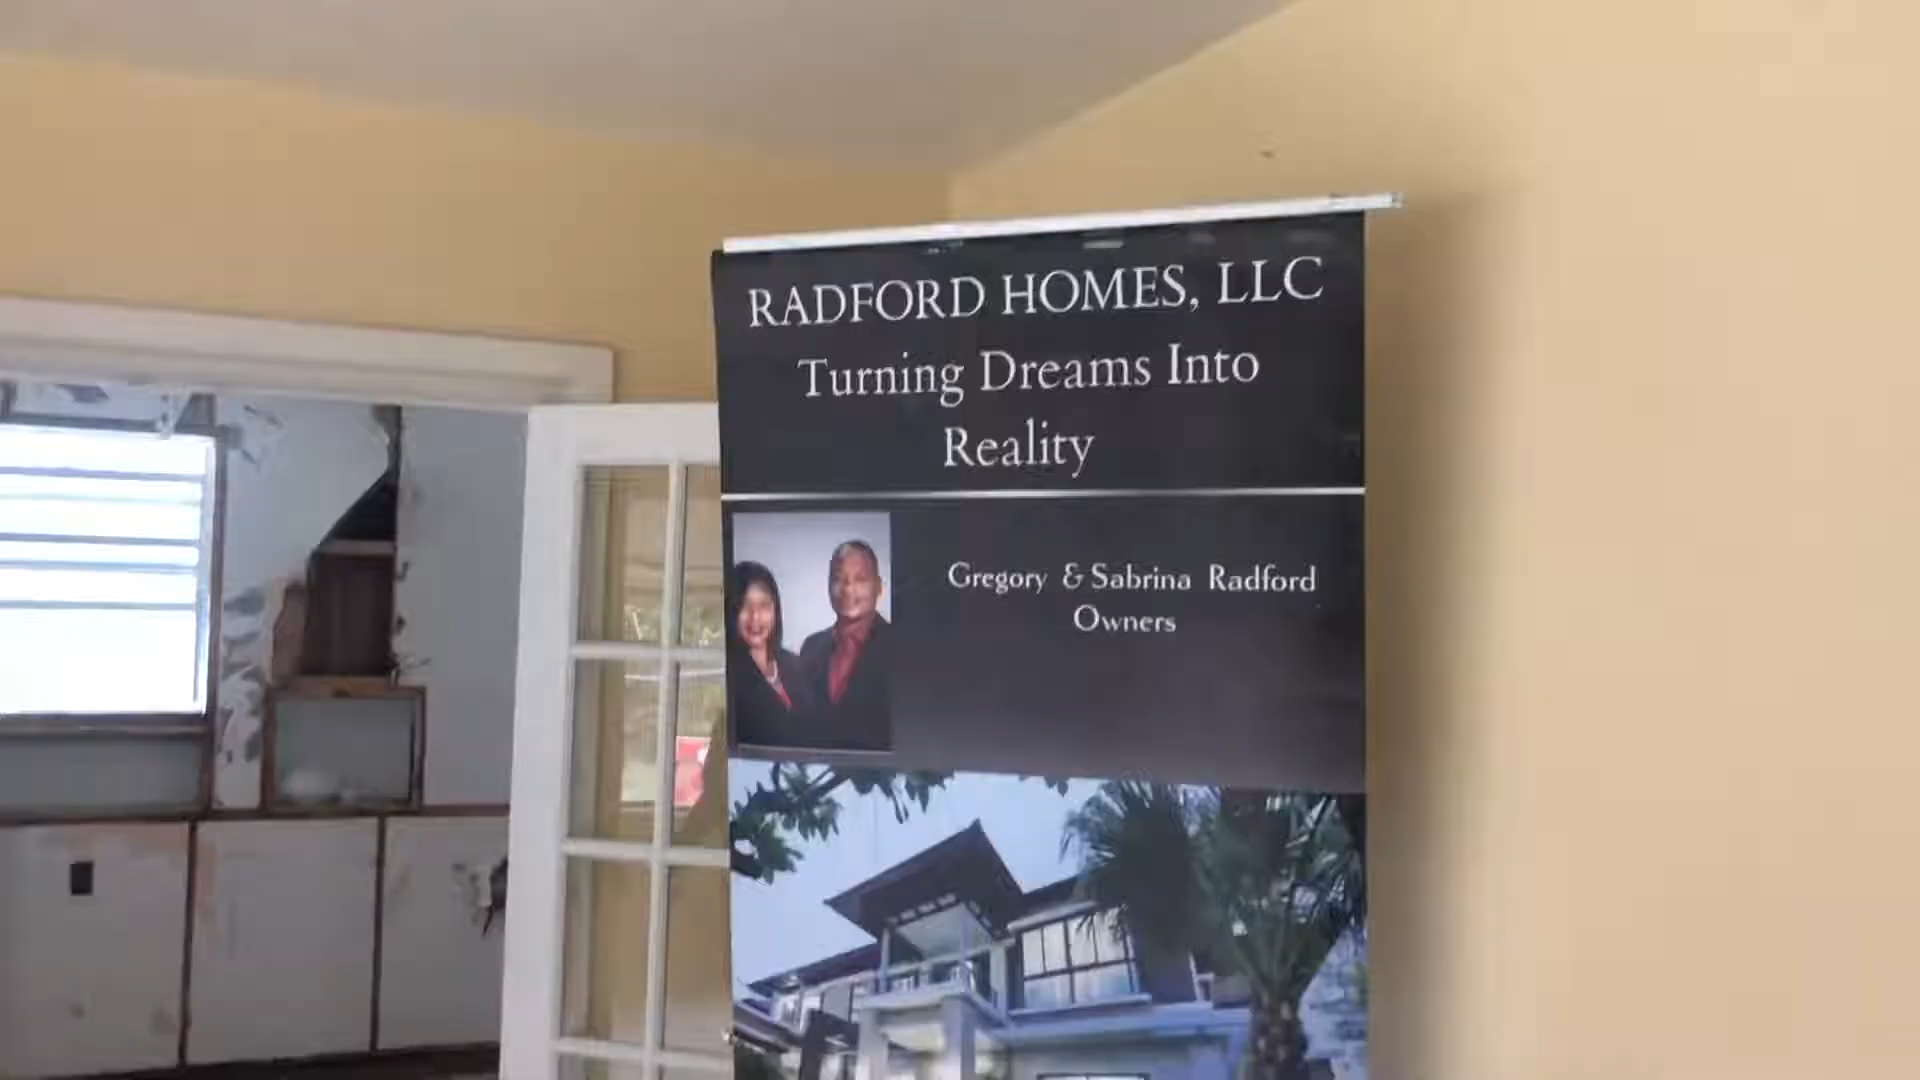 RADFORD HOMES, LLC
Turning Dreams Into
Reality
Gregory & Sabrina Radford
Owners